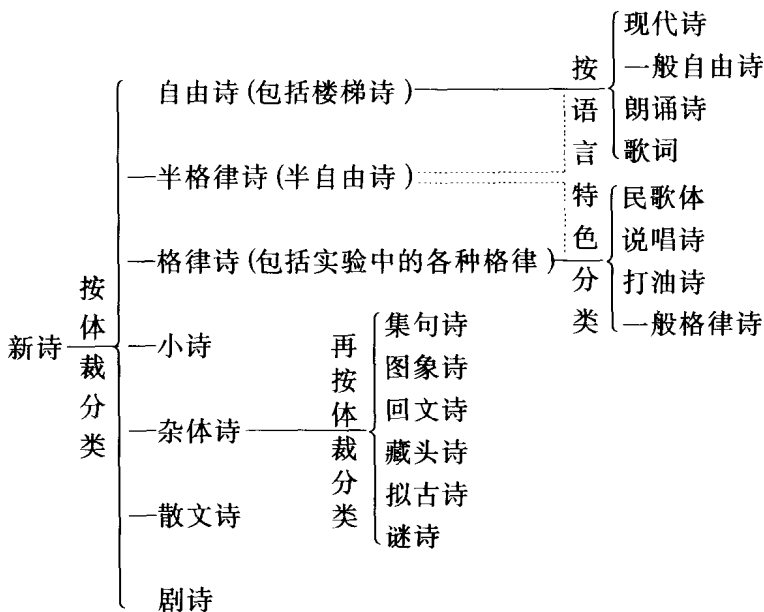 新诗
按体裁分类
自由诗(包括楼梯诗)
半格律诗(半自由诗)
格律诗(包括实验中的各种格律)
小诗
杂体诗
散文诗
剧诗
按语言特色分类
现代诗
一般自由诗
朗诵诗
歌词
民歌体
说唱诗
打油诗
一般格律诗
再按体裁分类
集句诗
图象诗
回文诗
藏头诗
拟古诗
谜诗